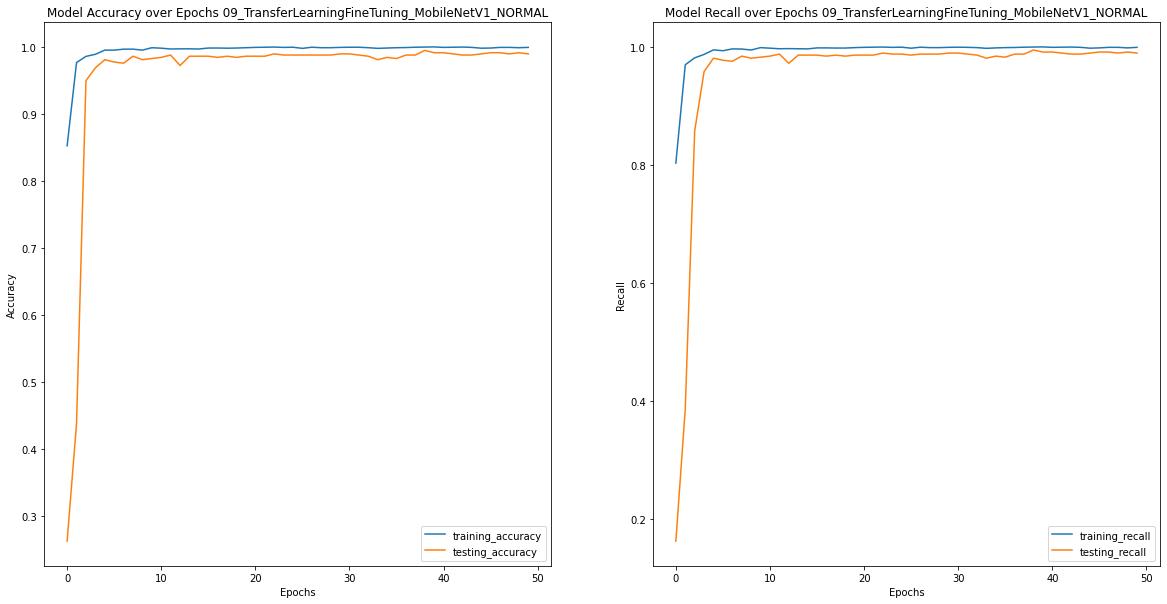 Model Accuracy over Epochs 09_TransferLearningFineTuning_MobileNetV1_NORMAL
1.0
0.9
0.8
0.7
0.6
0.5
0.4
0.3
Accuracy
0 10 20 30 40 50
Epochs
training_accuracy
testing_accuracy
Model Recall over Epochs 09_TransferLearningFineTuning_MobileNetV1_NORMAL
1.0
0.8
0.6
0.4
0.2
Recall
0 10 20 30 40 50
Epochs
training_recall
testing_recall